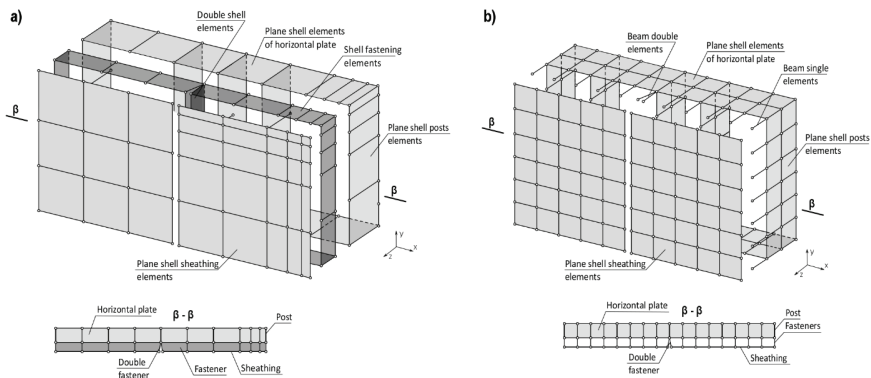 a)
Double shell
elements
Plane shell elements
of horizontal plate
Shell fastening
elements
β
Plane shell posts
elements
β
y
x
z
Plane shell sheathing
elements
Horizontal plate
β - β
Post
Double
fastener
Fastener
Sheathing
b)
Beam double
elements
Plane shell elements
of horizontal plate
Beam single
elements
β
Plane shell posts
elements
β
y
x
z
Plane shell sheathing
elements
Horizontal plate
β - β
Post
Fasteners
Double
fastener
Sheathing